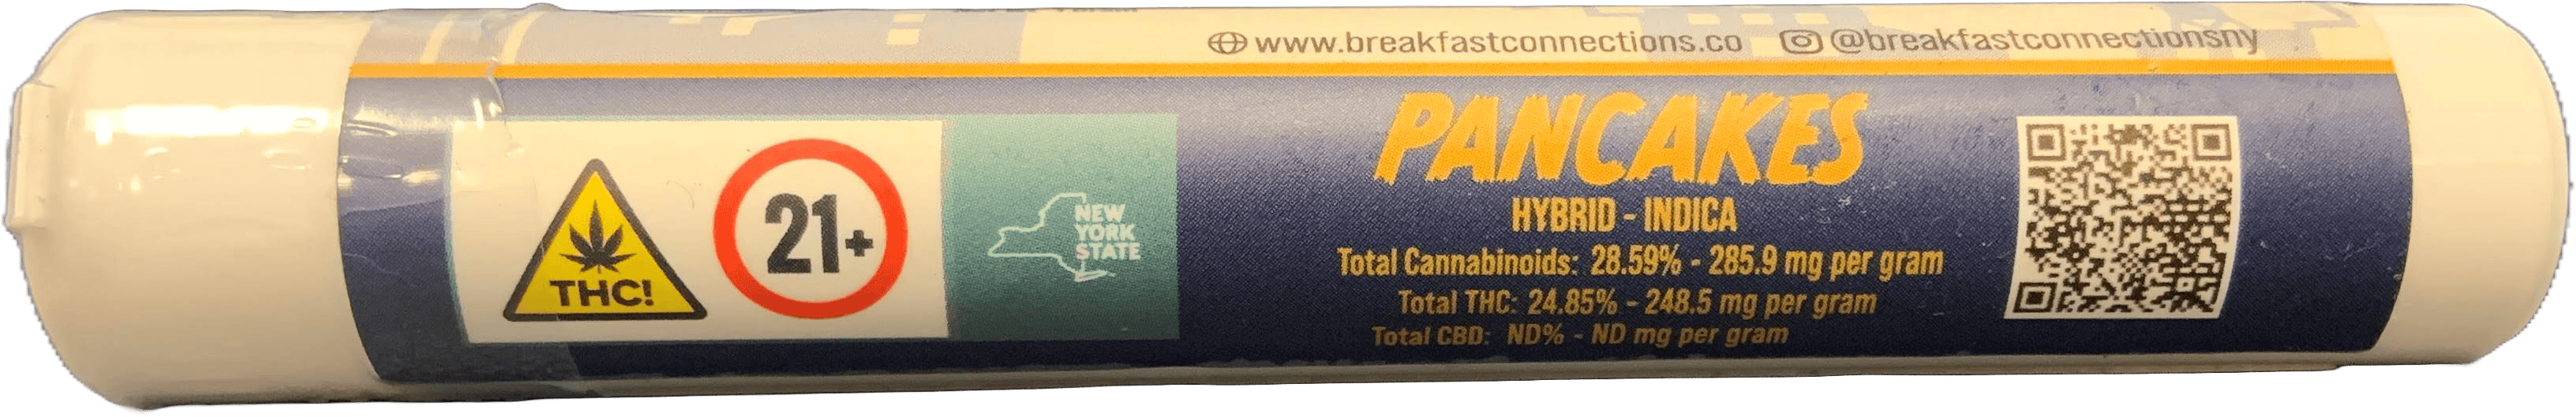 www.breakfastconnections.co @breakfastconnectionsny
THC!
21+
NEW
YORK
STATE
PANCAKES
HYBRID - INDICA
Total Cannabinoids: 28.59% - 285.9 mg per gram
Total THC: 24.85% - 248.5 mg per gram
Total CBD: ND% - ND mg per gram